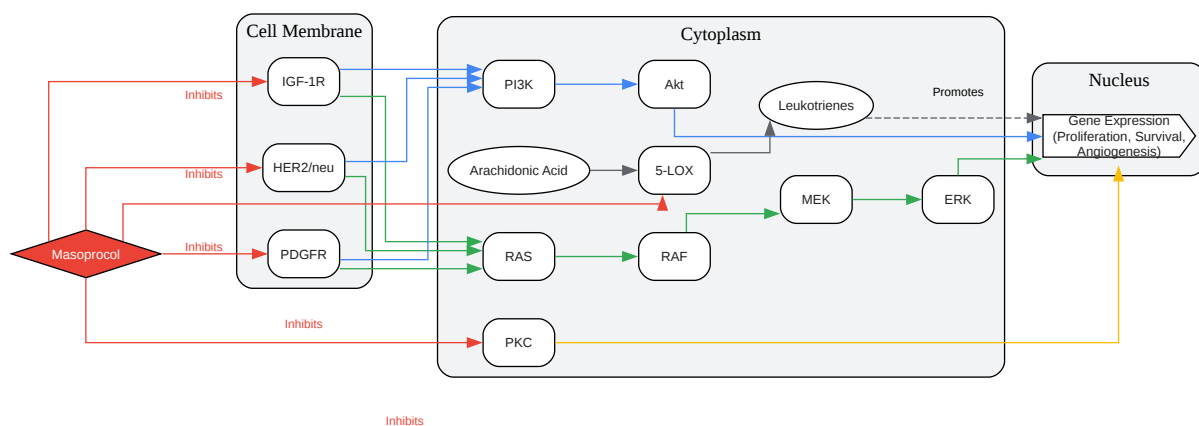 Cell Membrane
Cytoplasm
Nucleus
IGF-1R
Inhibits
PI3K
Akt
Leukotrienes
Promotes
Gene Expression
(Proliferation, Survival,
Angiogenesis)
HER2/neu
Inhibits
Arachidonic Acid
5-LOX
MEK
ERK
Masoprocol
Inhibits
PDGFR
RAS
RAF
Inhibits
PKC
Inhibits